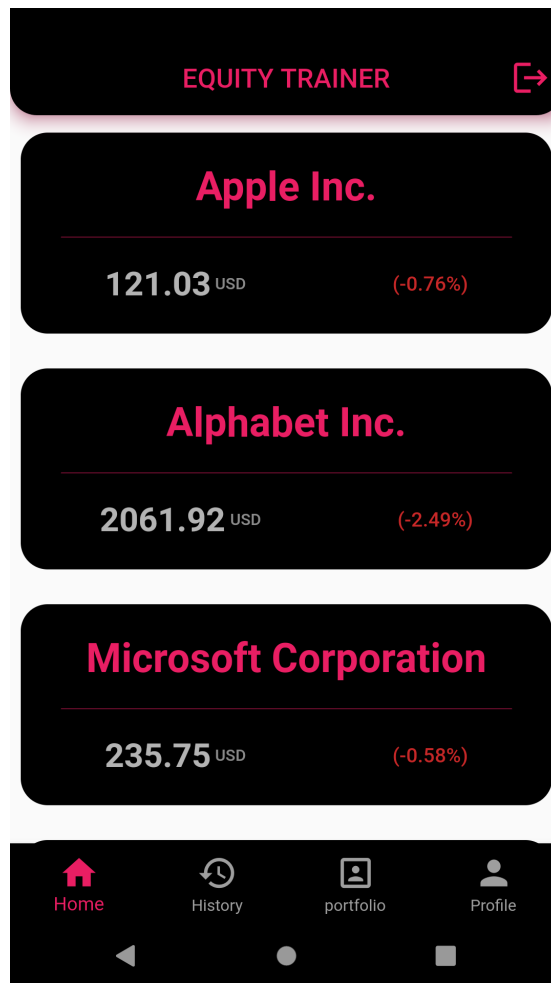 EQUITY TRAINER
Apple Inc.
121.03 USD (-0.76%)
Alphabet Inc.
2061.92 USD (-2.49%)
Microsoft Corporation
235.75 USD (-0.58%)
Home History portfolio Profile